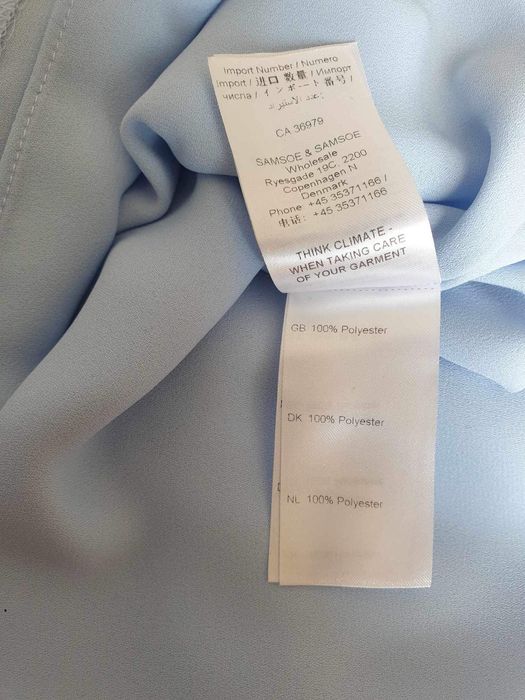 Import Number / Numero
Import / 进口 数量 / Импорт
числа / インポート 番号 /
عدد الاستيراد
CA 36979
SAMSOE & SAMSOE
Wholesale
Ryesgade 19C, 2200
Copenhagen N
Denmark
Phone: +45 35371166 /
电话: +45 35371166
THINK CLIMATE -
WHEN TAKING CARE
OF YOUR GARMENT
GB 100% Polyester
DK 100% Polyester
NL 100% Polyester